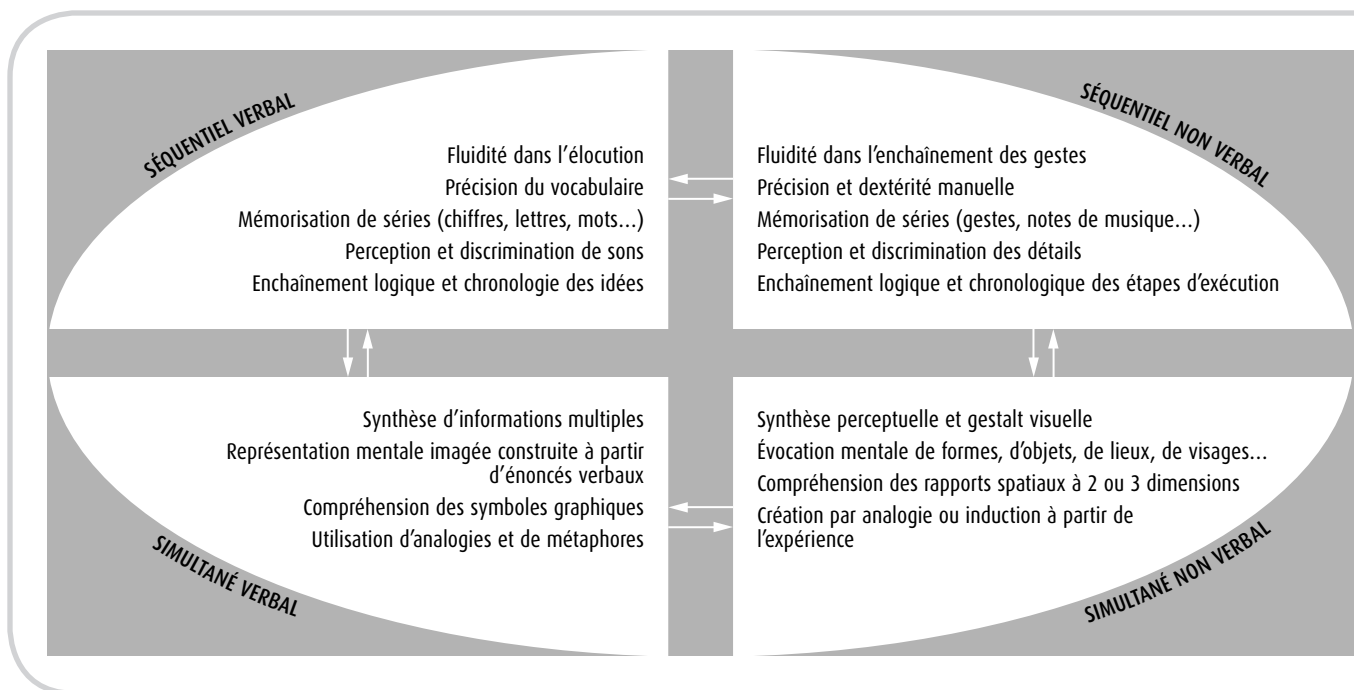 SÉQUENTIEL VERBAL
Fluidité dans l’élocution
Précision du vocabulaire
Mémorisation de séries (chiffres, lettres, mots…)
Perception et discrimination de sons
Enchaînement logique et chronologie des idées
SÉQUENTIEL NON VERBAL
Fluidité dans l’enchaînement des gestes
Précision et dextérité manuelle
Mémorisation de séries (gestes, notes de musique…)
Perception et discrimination des détails
Enchaînement logique et chronologique des étapes d’exécution
Synthèse d’informations multiples
Représentation mentale imagée construite à partir
d’énoncés verbaux
Compréhension des symboles graphiques
Utilisation d’analogies et de métaphores
SIMULTANÉ VERBAL
Synthèse perceptuelle et gestalt visuelle
Évocation mentale de formes, d’objets, de lieux, de visages…
Compréhension des rapports spatiaux à 2 ou 3 dimensions
Création par analogie ou induction à partir de
l’expérience
SIMULTANÉ NON VERBAL